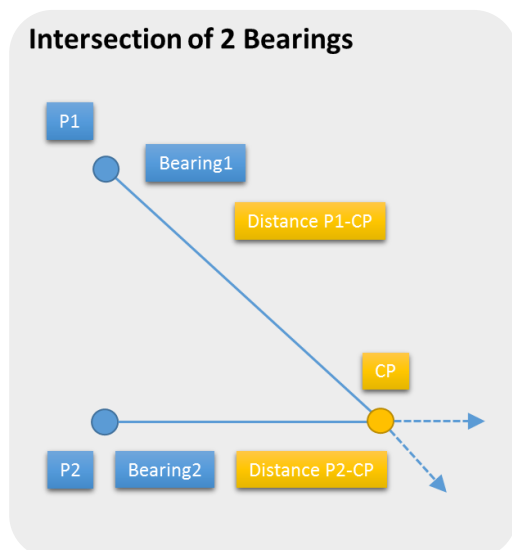 Intersection of 2 Bearings
P1
Bearing1
Distance P1-CP
CP
P2
Bearing2
Distance P2-CP